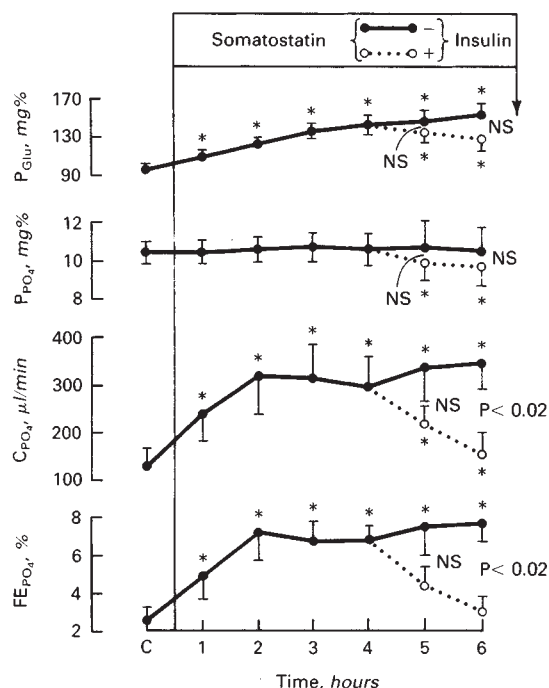 Somatostatin { − + } Insulin
P_Glu, mg%
170
130
90
* * * * * *
NS
NS
* *
P_PO₄, mg%
12
10
8
NS
NS
* *
C_PO₄, µl/min
400
300
200
100
* * * * * *
NS
P< 0.02
* *
FE_PO₄, %
8
6
4
2
* * * * * *
NS
P< 0.02
C 1 2 3 4 5 6
Time, hours